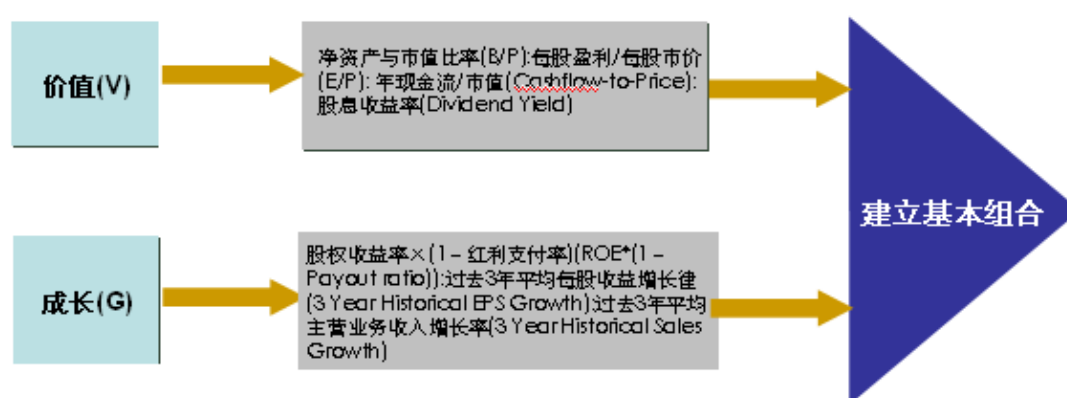 价值(V)
净资产与市值比率(B/P):每股盈利/每股市价
(E/P): 年现金流/市值(Cashflow-to-Price):
股息收益率(Dividend Yield)
建立基本组合
成长(G)
股权收益率×(1 – 红利支付率)(ROE*(1 –
Payout ratio)):过去3年平均每股收益增长律
(3 Year Historical EPS Growth):过去3年平均
主营业务收入增长率(3 Year Historical Sales
Growth)